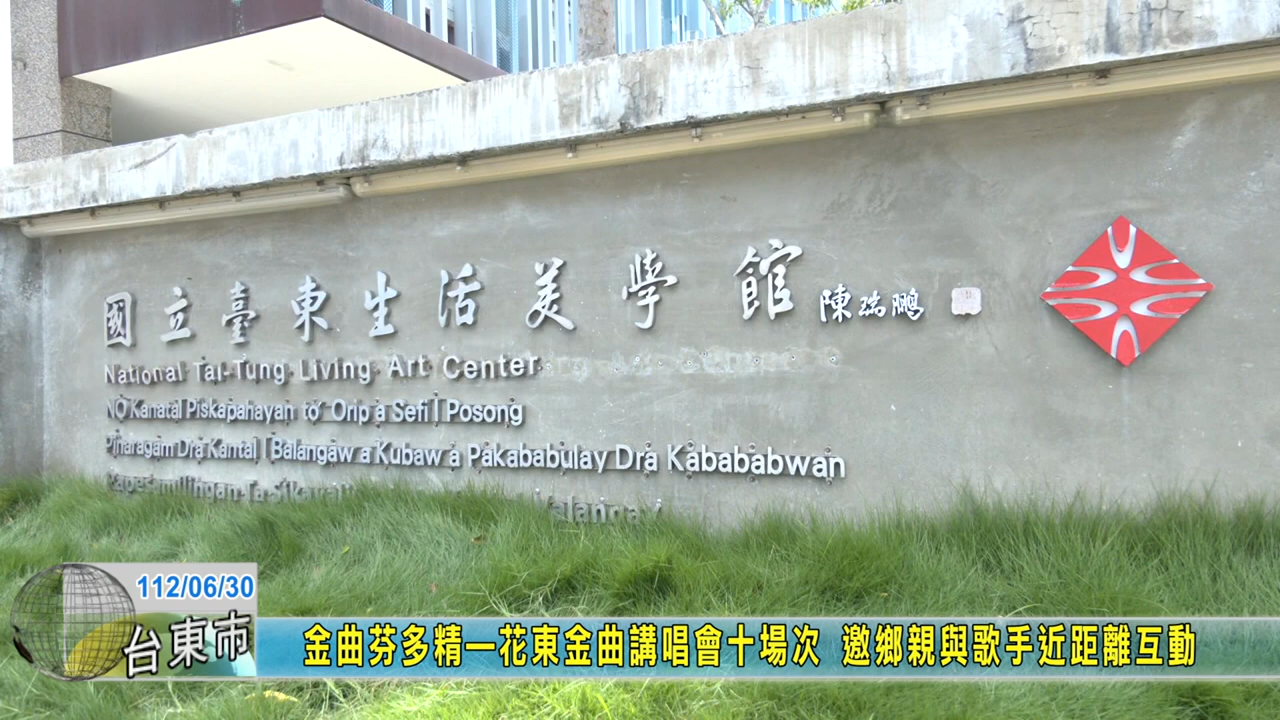 國立臺東生活美學館 陳瑞鵬
National Tai-Tung Living Art Center
NO Kanatal Piskapahayan to' Orip a Sefi I Posong
Pinaragam Dra Kantal I Balangaw a Kubaw a Pakababulay Dra Kabababwan
112/06/30
台東市
金曲芬多精—花東金曲講唱會十場次 邀鄉親與歌手近距離互動